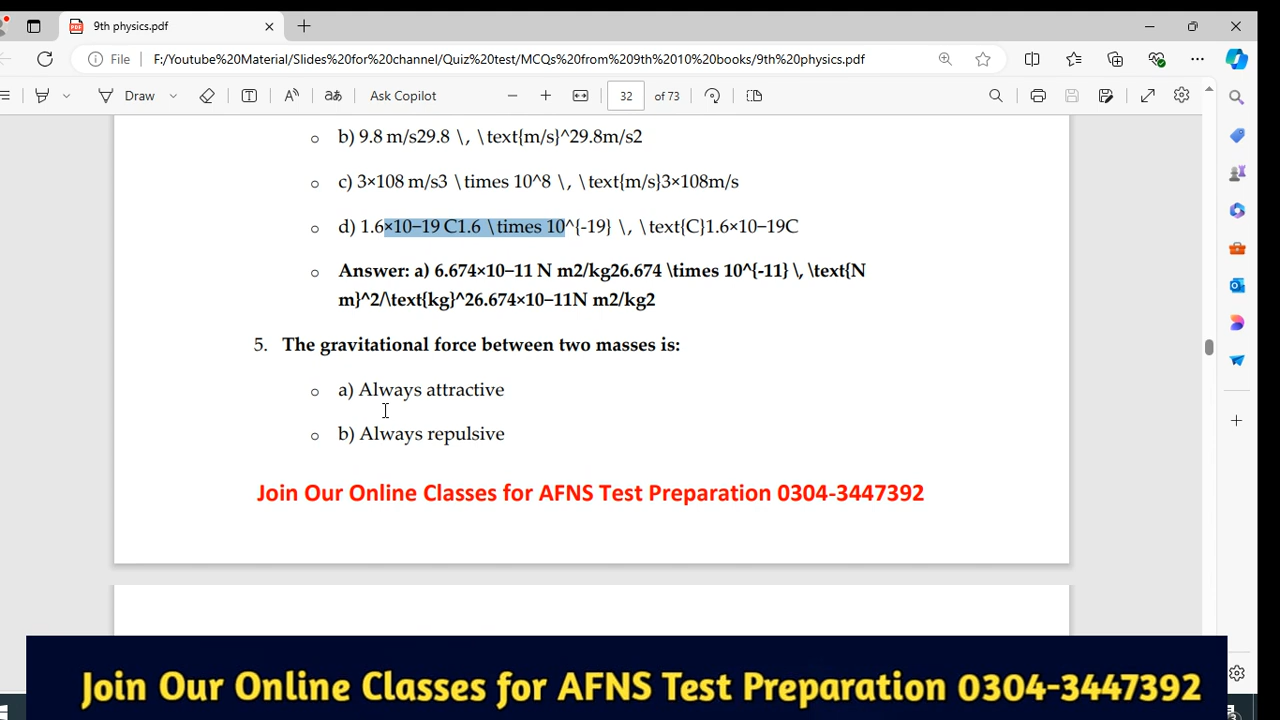 9th physics.pdf
File F:/Youtube%20Material/Slides%20for%20channel/Quiz%20test/MCQs%20from%209th%2010%20books/9th%20physics.pdf
Draw Ask Copilot 32 of 73
b) 9.8 m/s29.8 \, \text{m/s}^29.8m/s2
c) 3×108 m/s3 \times 10^8 \, \text{m/s}3×108m/s
d) 1.6×10−19 C1.6 \times 10^{-19} \, \text{C}1.6×10−19C
Answer: a) 6.674×10−11 N m2/kg26.674 \times 10^{-11} \, \text{N
m}^2/\text{kg}^26.674×10−11N m2/kg2
5. The gravitational force between two masses is:
a) Always attractive
b) Always repulsive
Join Our Online Classes for AFNS Test Preparation 0304-3447392
Join Our Online Classes for AFNS Test Preparation 0304-3447392